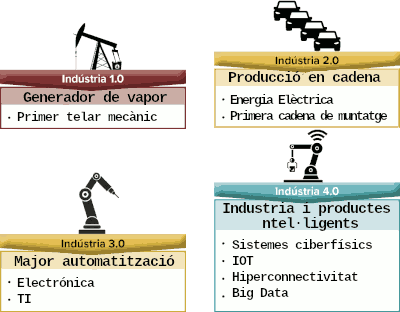 Indústria 1.0
Generador de vapor
· Primer telar mecànic
Indústria 2.0
Producció en cadena
· Energia Elèctrica
· Primera cadena de muntatge
Indústria 3.0
Major automatització
· Electrónica
· TI
Indústria 4.0
Industria i productes
ntel·ligents
· Sistemes ciberfísics
· IOT
· Hiperconnectivitat
· Big Data